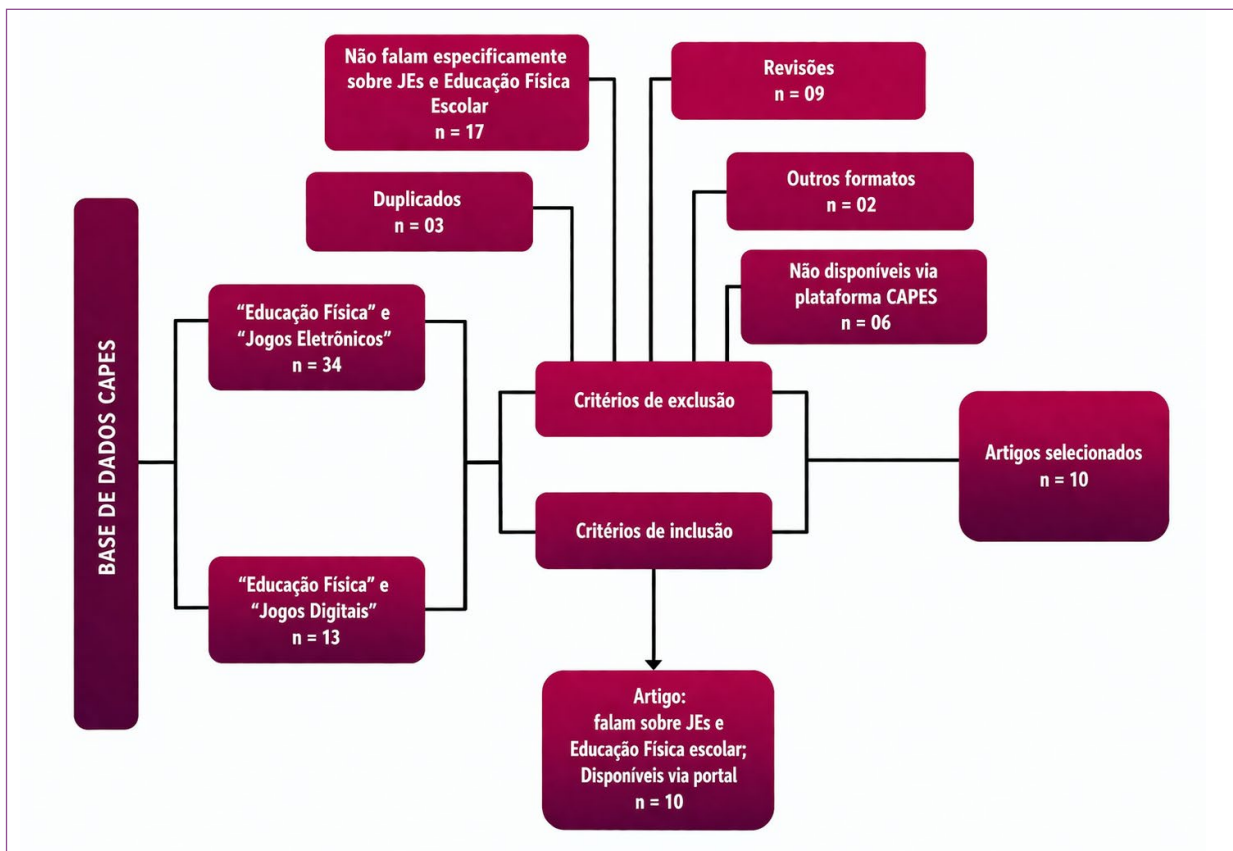 Não falam especificamente
sobre JEs e Educação Física
Escolar
n = 17
Revisões
n = 09
Duplicados
n = 03
Outros formatos
n = 02
Não disponíveis via
plataforma CAPES
n = 06
BASE DE DADOS CAPES
“Educação Física” e
“Jogos Eletrônicos”
n = 34
“Educação Física” e
“Jogos Digitais”
n = 13
Critérios de exclusão
Critérios de inclusão
Artigos selecionados
n = 10
Artigo:
falam sobre JEs e
Educação Física escolar;
Disponíveis via portal
n = 10